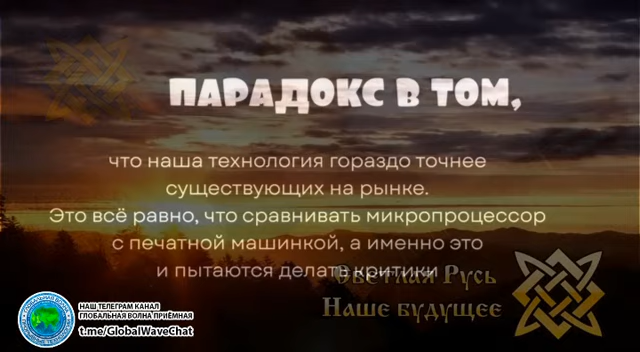 ПАРАДОКС В ТОМ,
что наша технология гораздо точнее
существующих на рынке.
Это всё равно, что сравнивать микропроцессор
с печатной машинкой, а именно это
и пытаются делать критики
Светлая Русь
Наше будущее
НАШ ТЕЛЕГРАМ КАНАЛ
ГЛОБАЛЬНАЯ ВОЛНА ПРИЁМНАЯ
t.me/GlobalWaveChat